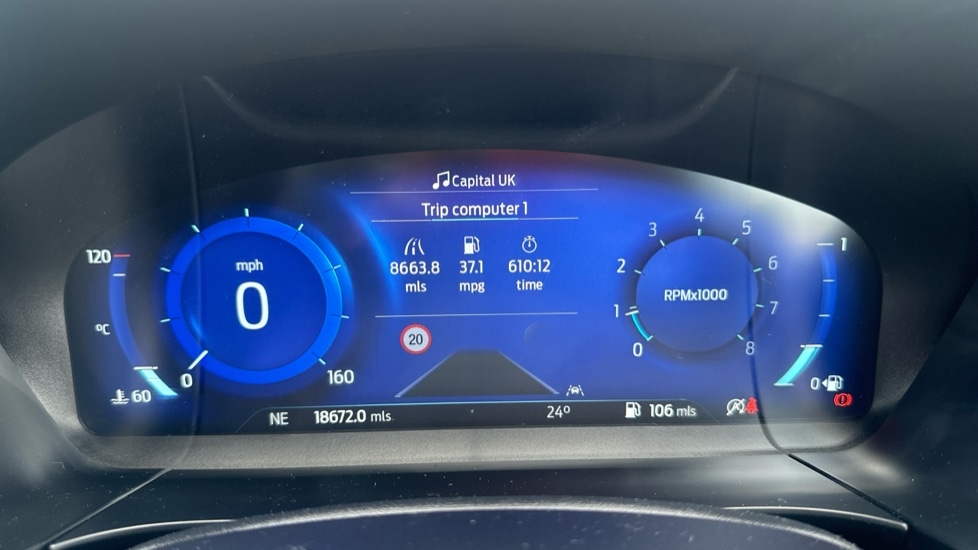 Capital UK
Trip computer 1
8663.8 37.1 610:12
mls mpg time
20
mph
0
0 160
120
°C
60
RPMx1000
0 1 2 3 4 5 6 7 8
1
0
NE 18672.0 mls 24° 106 mls